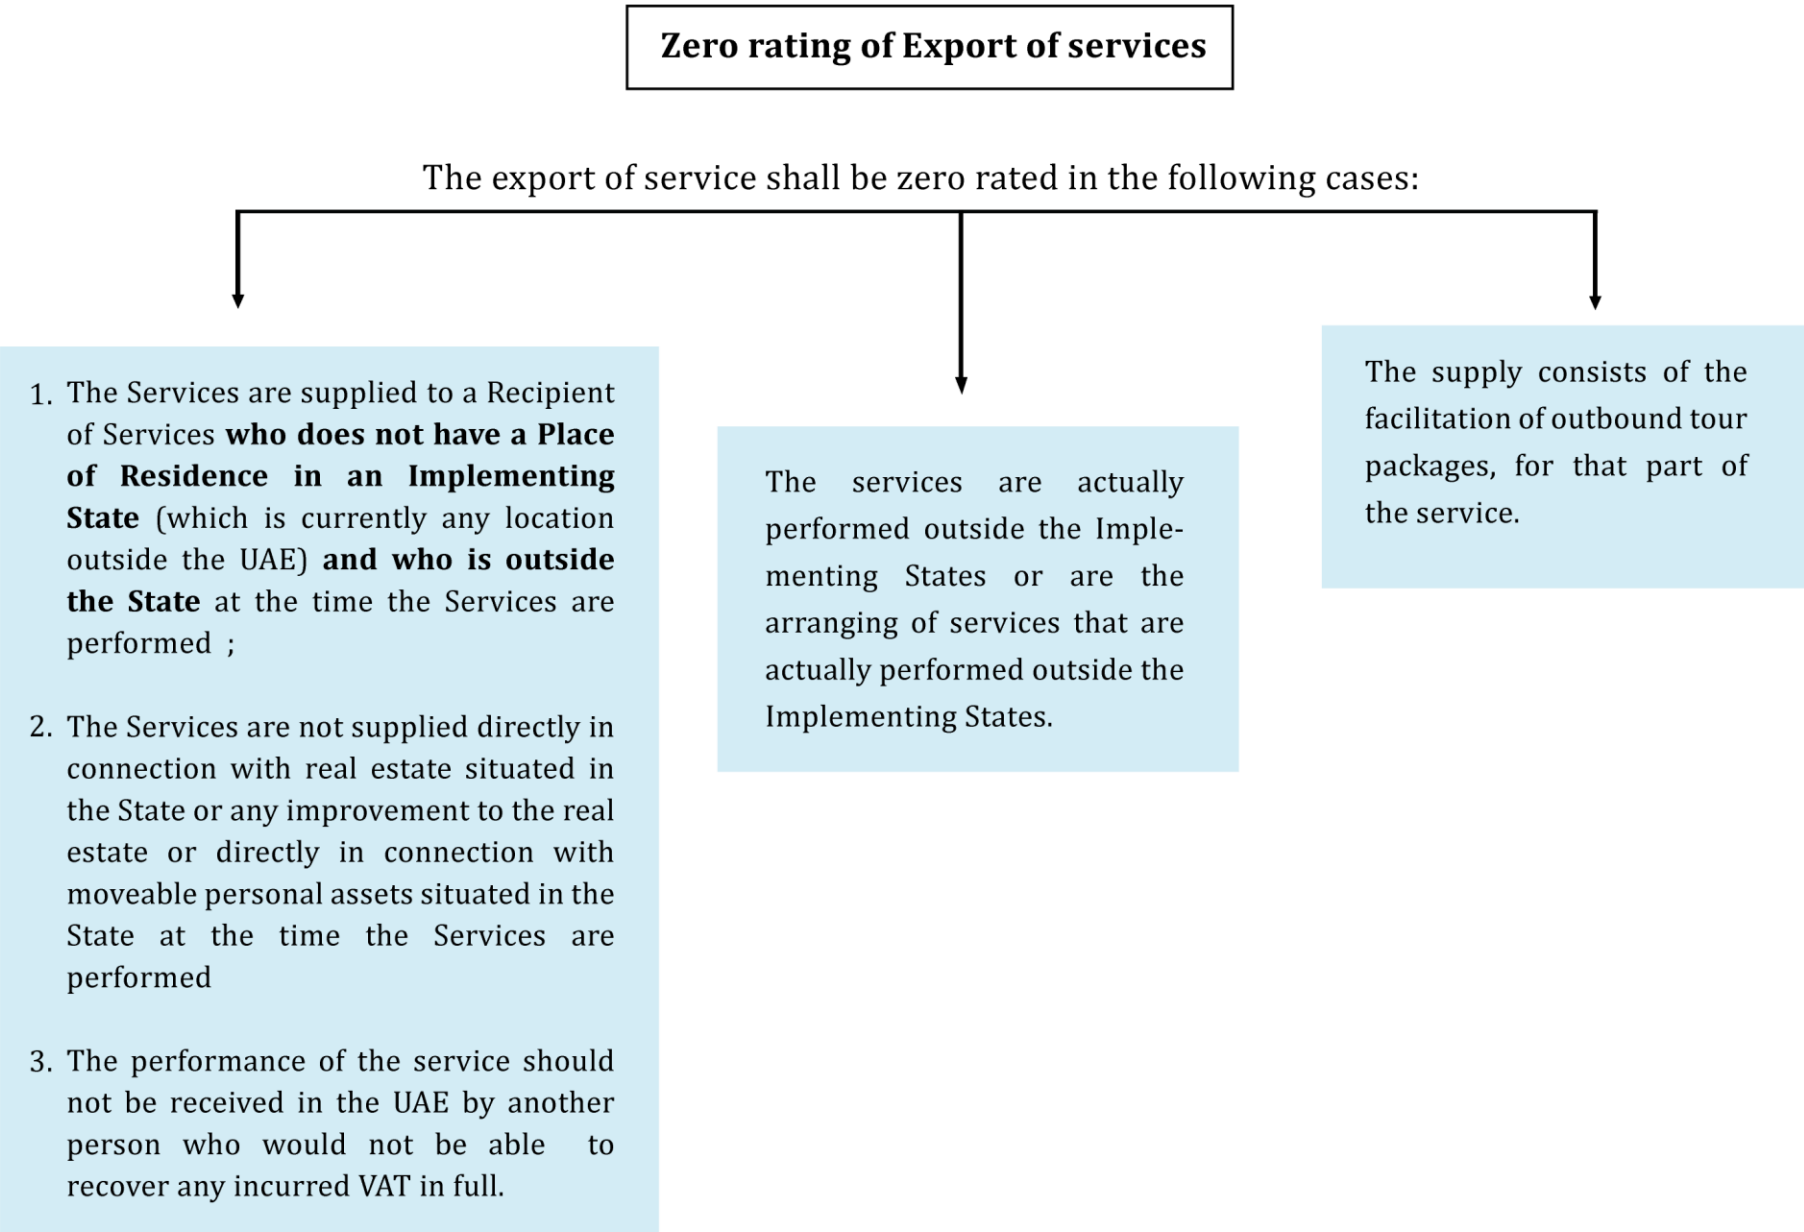 Zero rating of Export of services
The export of service shall be zero rated in the following cases:
1. The Services are supplied to a Recipient
of Services who does not have a Place
of Residence in an Implementing
State (which is currently any location
outside the UAE) and who is outside
the State at the time the Services are
performed ;
2. The Services are not supplied directly in
connection with real estate situated in
the State or any improvement to the real
estate or directly in connection with
moveable personal assets situated in the
State at the time the Services are
performed
3. The performance of the service should
not be received in the UAE by another
person who would not be able to
recover any incurred VAT in full.
The services are actually
performed outside the Imple-
menting States or are the
arranging of services that are
actually performed outside the
Implementing States.
The supply consists of the
facilitation of outbound tour
packages, for that part of
the service.